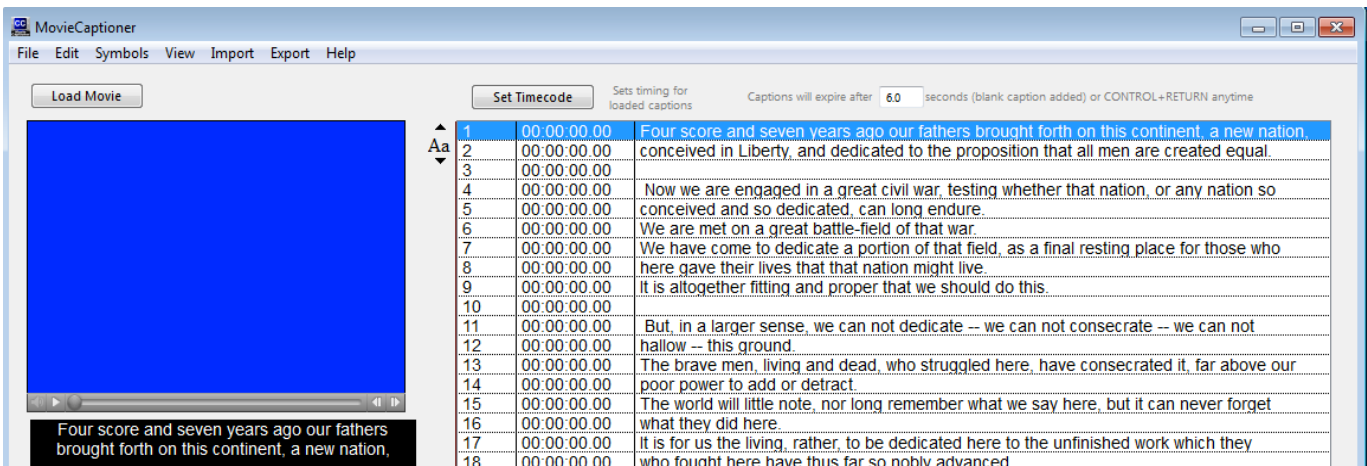 CC
MovieCaptioner
File Edit Symbols View Import Export Help
Load Movie
Set Timecode
Sets timing for
loaded captions
Captions will expire after 6.0 seconds (blank caption added) or CONTROL+RETURN anytime
Aa
1 00:00:00.00 Four score and seven years ago our fathers brought forth on this continent, a new nation,
2 00:00:00.00 conceived in Liberty, and dedicated to the proposition that all men are created equal.
3 00:00:00.00
4 00:00:00.00 Now we are engaged in a great civil war, testing whether that nation, or any nation so
5 00:00:00.00 conceived and so dedicated, can long endure.
6 00:00:00.00 We are met on a great battle-field of that war.
7 00:00:00.00 We have come to dedicate a portion of that field, as a final resting place for those who
8 00:00:00.00 here gave their lives that that nation might live.
9 00:00:00.00 It is altogether fitting and proper that we should do this.
10 00:00:00.00
11 00:00:00.00 But, in a larger sense, we can not dedicate -- we can not consecrate -- we can not
12 00:00:00.00 hallow -- this ground.
13 00:00:00.00 The brave men, living and dead, who struggled here, have consecrated it, far above our
14 00:00:00.00 poor power to add or detract.
15 00:00:00.00 The world will little note, nor long remember what we say here, but it can never forget
16 00:00:00.00 what they did here.
17 00:00:00.00 It is for us the living, rather, to be dedicated here to the unfinished work which they
18 00:00:00.00 who fought here have thus far so nobly advanced.
Four score and seven years ago our fathers
brought forth on this continent, a new nation,